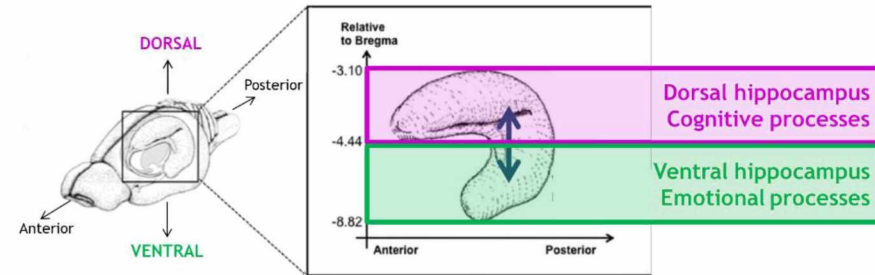 DORSAL
Posterior
Anterior
VENTRAL
Relative
to Bregma
-3.10
-4.44
-8.82
Anterior
Posterior
Dorsal hippocampus
Cognitive processes
Ventral hippocampus
Emotional processes